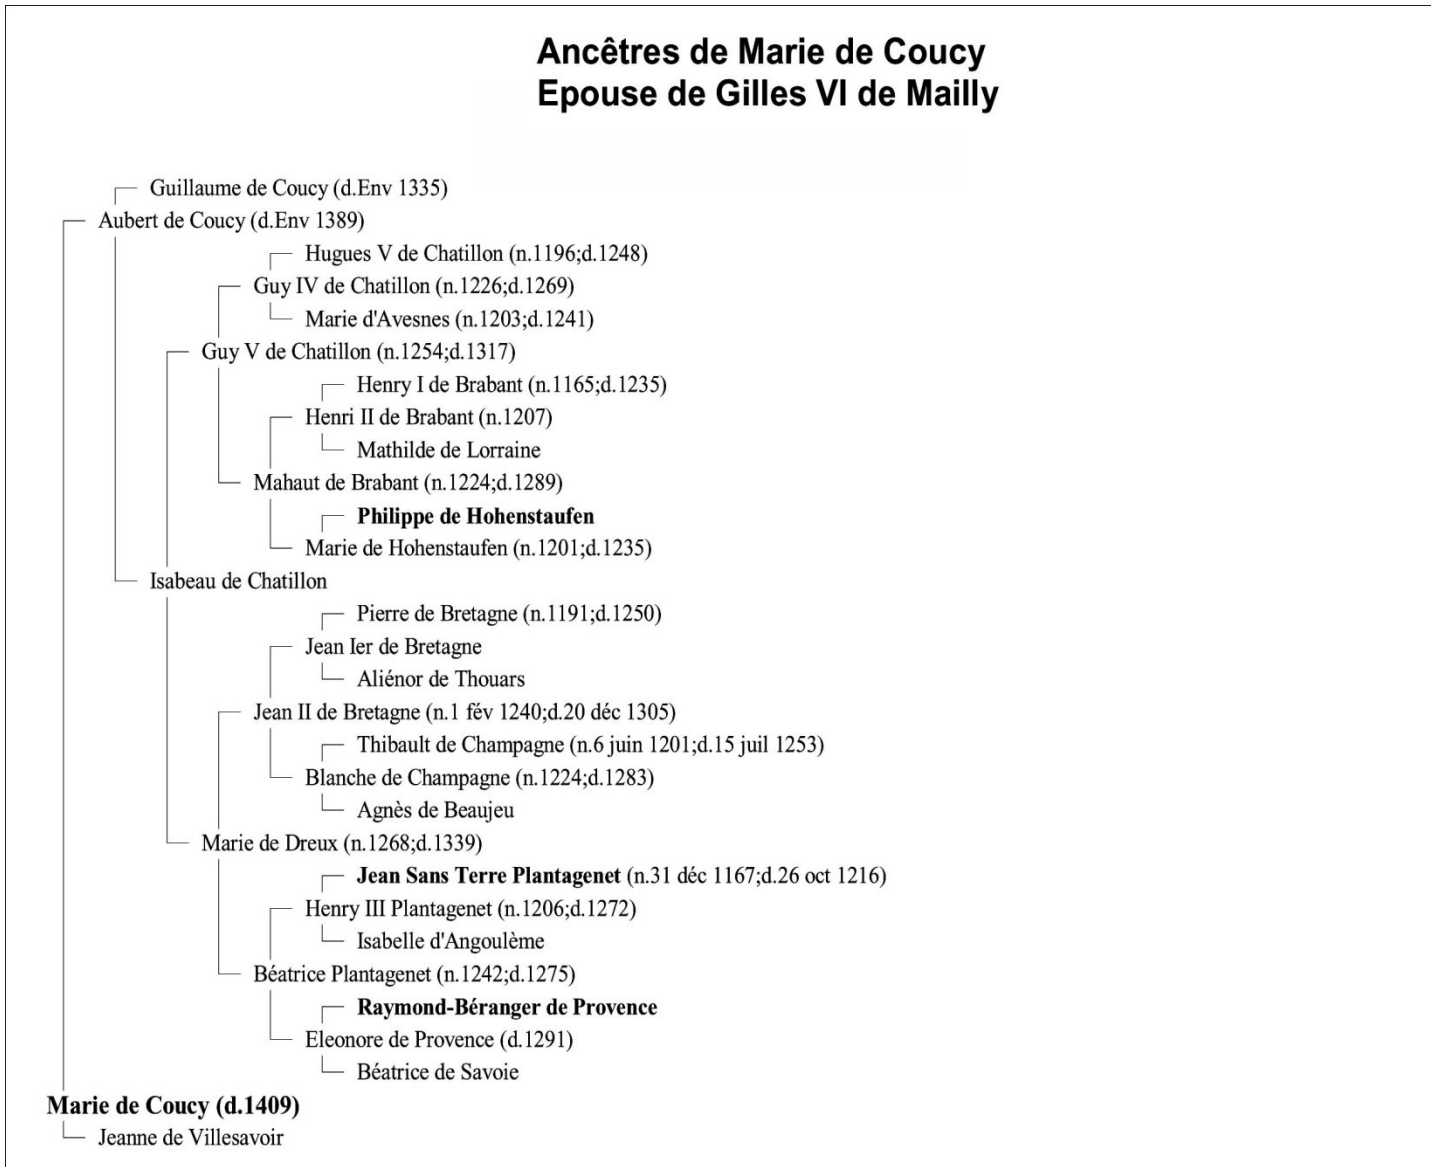 Ancêtres de Marie de Coucy
Epouse de Gilles VI de Mailly
Guillaume de Coucy (d.Env 1335)
Aubert de Coucy (d.Env 1389)
Hugues V de Chatillon (n.1196;d.1248)
Guy IV de Chatillon (n.1226;d.1269)
Marie d'Avesnes (n.1203;d.1241)
Guy V de Chatillon (n.1254;d.1317)
Henry I de Brabant (n.1165;d.1235)
Henri II de Brabant (n.1207)
Mathilde de Lorraine
Mahaut de Brabant (n.1224;d.1289)
Philippe de Hohenstaufen
Marie de Hohenstaufen (n.1201;d.1235)
Isabeau de Chatillon
Pierre de Bretagne (n.1191;d.1250)
Jean Ier de Bretagne
Aliénor de Thouars
Jean II de Bretagne (n.1 fév 1240;d.20 déc 1305)
Thibault de Champagne (n.6 juin 1201;d.15 juil 1253)
Blanche de Champagne (n.1224;d.1283)
Agnès de Beaujeu
Marie de Dreux (n.1268;d.1339)
Jean Sans Terre Plantagenet (n.31 déc 1167;d.26 oct 1216)
Henry III Plantagenet (n.1206;d.1272)
Isabelle d'Angoulème
Béatrice Plantagenet (n.1242;d.1275)
Raymond-Béranger de Provence
Eleonore de Provence (d.1291)
Béatrice de Savoie
Marie de Coucy (d.1409)
Jeanne de Villesavoir